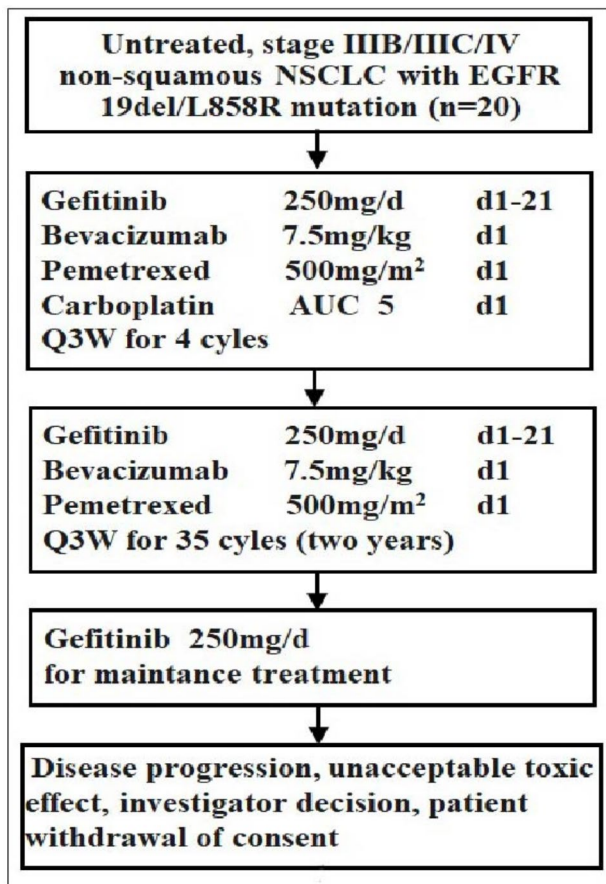 Untreated, stage IIIB/IIIC/IV
non-squamous NSCLC with EGFR
19del/L858R mutation (n=20)
Gefitinib 250mg/d d1-21
Bevacizumab 7.5mg/kg d1
Pemetrexed 500mg/m² d1
Carboplatin AUC 5 d1
Q3W for 4 cyles
Gefitinib 250mg/d d1-21
Bevacizumab 7.5mg/kg d1
Pemetrexed 500mg/m² d1
Q3W for 35 cyles (two years)
Gefitinib 250mg/d
for maintance treatment
Disease progression, unacceptable toxic
effect, investigator decision, patient
withdrawal of consent